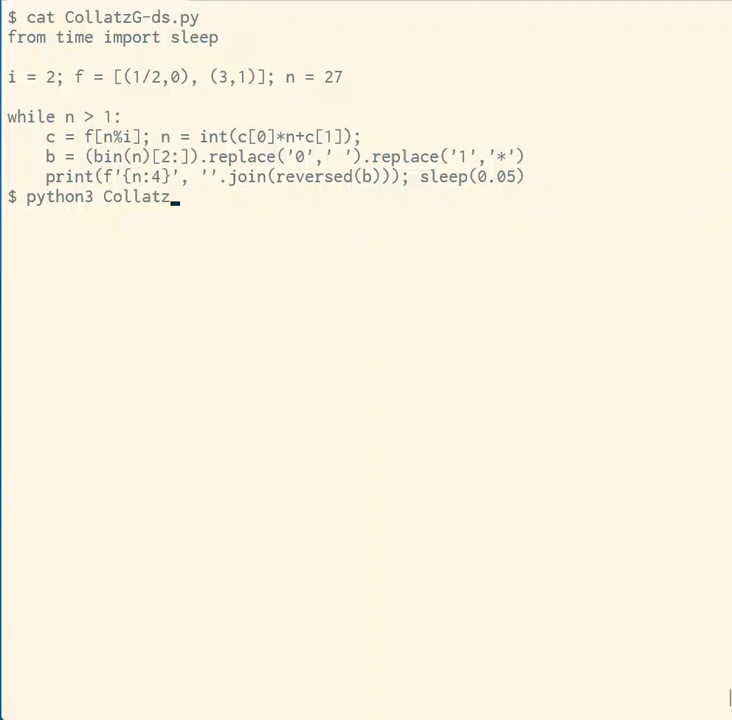 $ cat CollatzG-ds.py
from time import sleep
i = 2; f = [(1/2,0), (3,1)]; n = 27
while n > 1:
    c = f[n%i]; n = int(c[0]*n+c[1]);
    b = (bin(n)[2:]).replace('0',' ').replace('1','*')
    print(f'{n:4}', ''.join(reversed(b))); sleep(0.05)
$ python3 Collatz